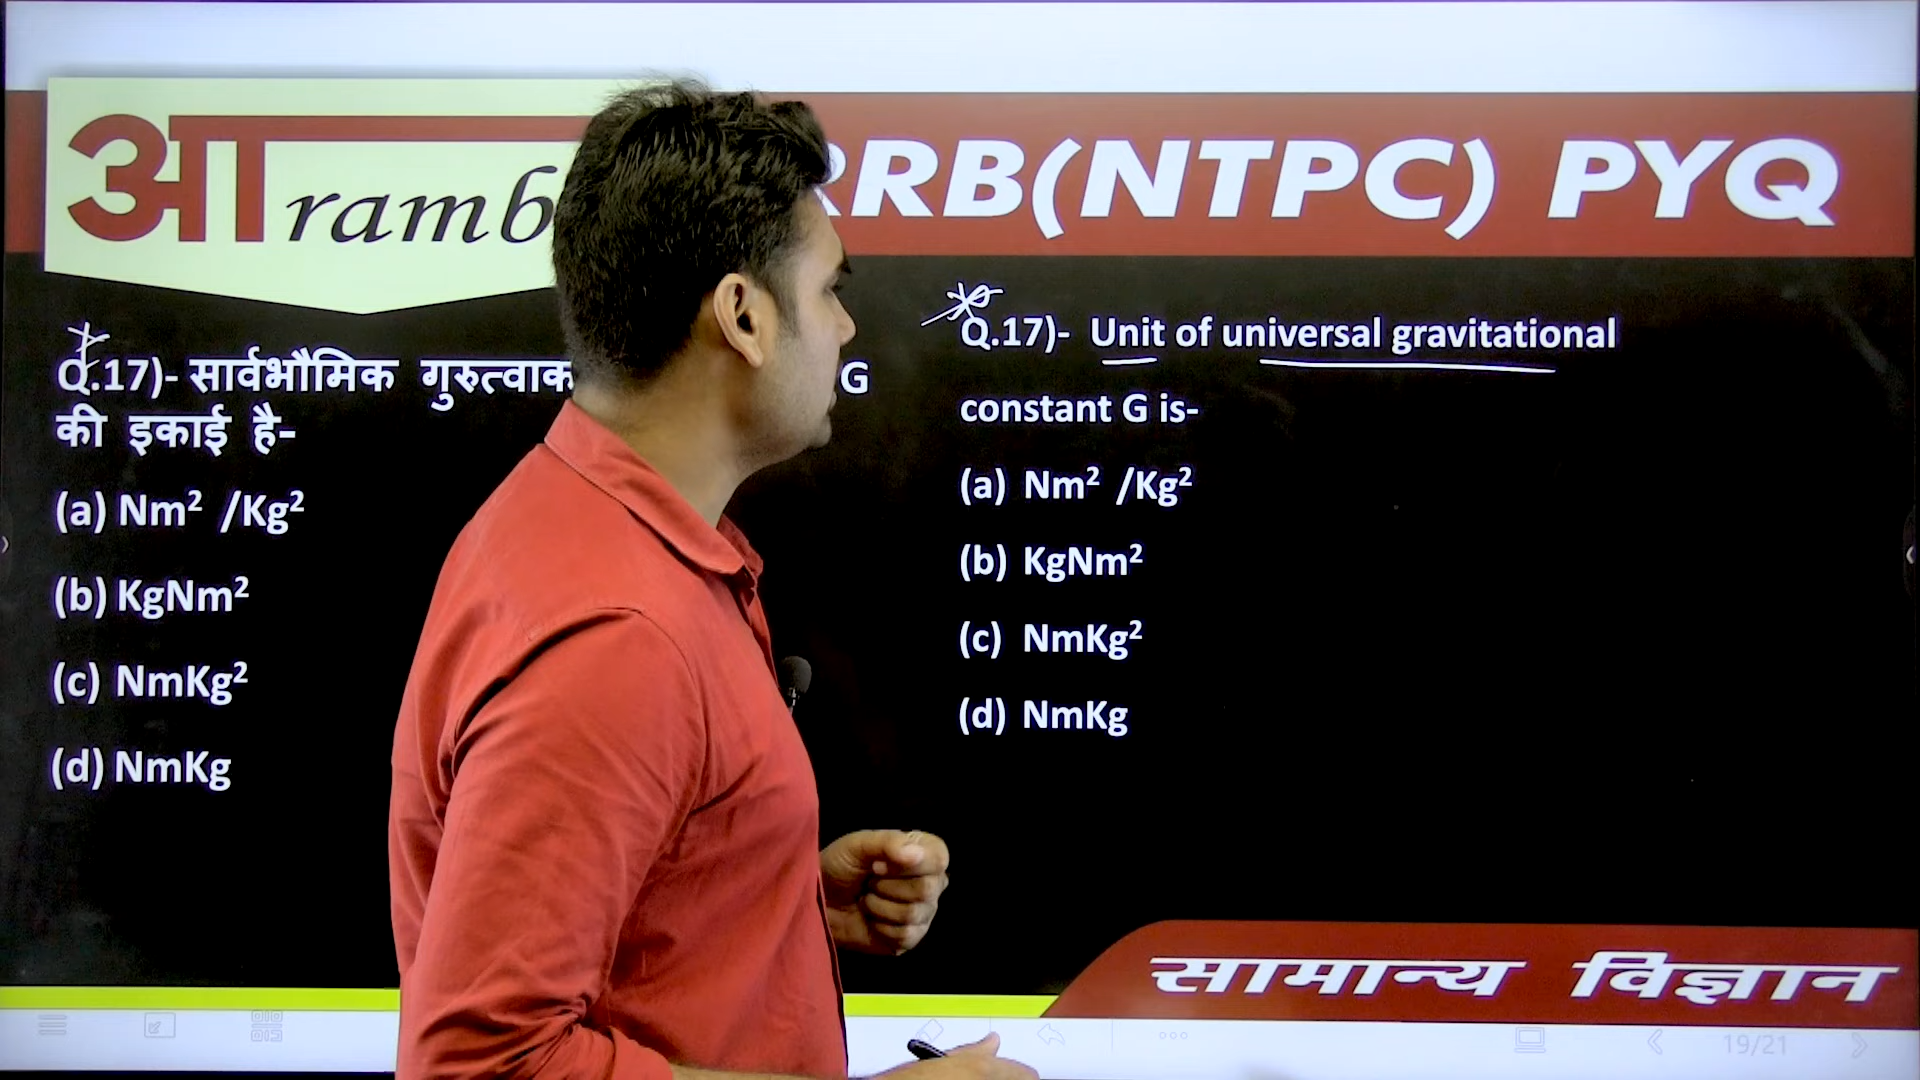 आramb
RRB(NTPC) PYQ
Q.17)- सार्वभौमिक G
की इकाई है-
(a) Nm² /Kg²
(b) KgNm²
(c) NmKg²
(d) NmKg
Q.17)- Unit of universal gravitational
constant G is-
(a) Nm² /Kg²
(b) KgNm²
(c) NmKg²
(d) NmKg
सामान्य विज्ञान
19/21